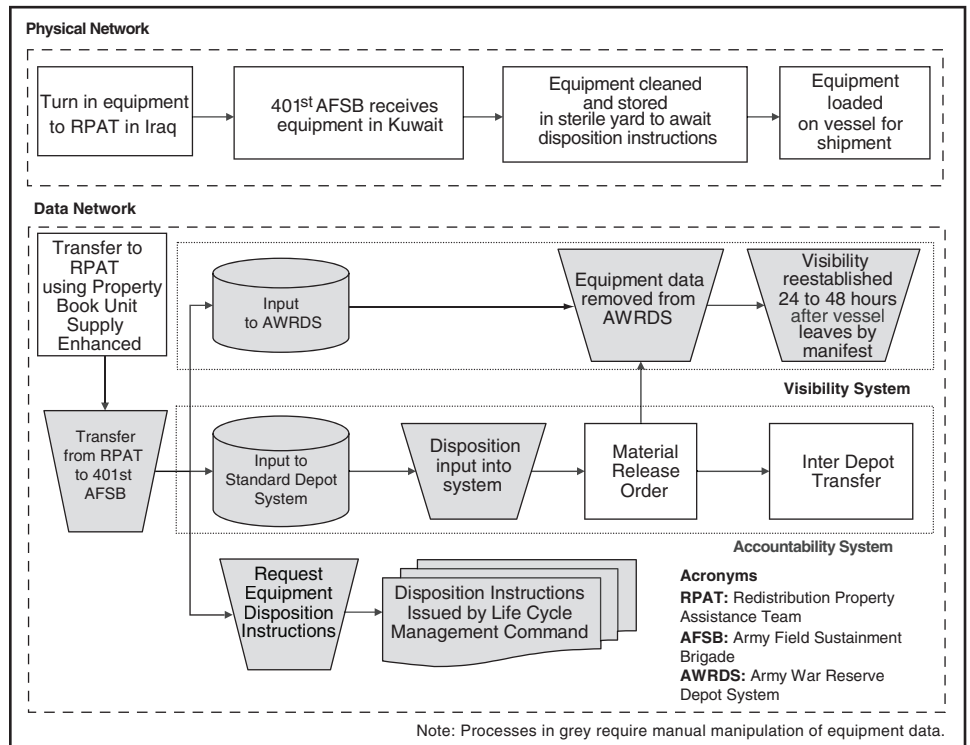 Physical Network
Turn in equipment
to RPAT in Iraq
401st AFSB receives
equipment in Kuwait
Equipment cleaned
and stored
in sterile yard to await
disposition instructions
Equipment
loaded
on vessel for
shipment
Data Network
Transfer to
RPAT
using Property
Book Unit
Supply
Enhanced
Input
to AWRDS
Equipment data
removed from
AWRDS
Visibility
reestablished
24 to 48 hours
after vessel
leaves by
manifest
Visibility System
Transfer
from RPAT
to 401st
AFSB
Input to
Standard Depot
System
Disposition
input into
system
Material
Release
Order
Inter Depot
Transfer
Accountability System
Request
Equipment
Disposition
Instructions
Disposition Instructions
Issued by Life Cycle
Management Command
Acronyms
RPAT: Redistribution Property
Assistance Team
AFSB: Army Field Sustainment
Brigade
AWRDS: Army War Reserve
Depot System
Note: Processes in grey require manual manipulation of equipment data.